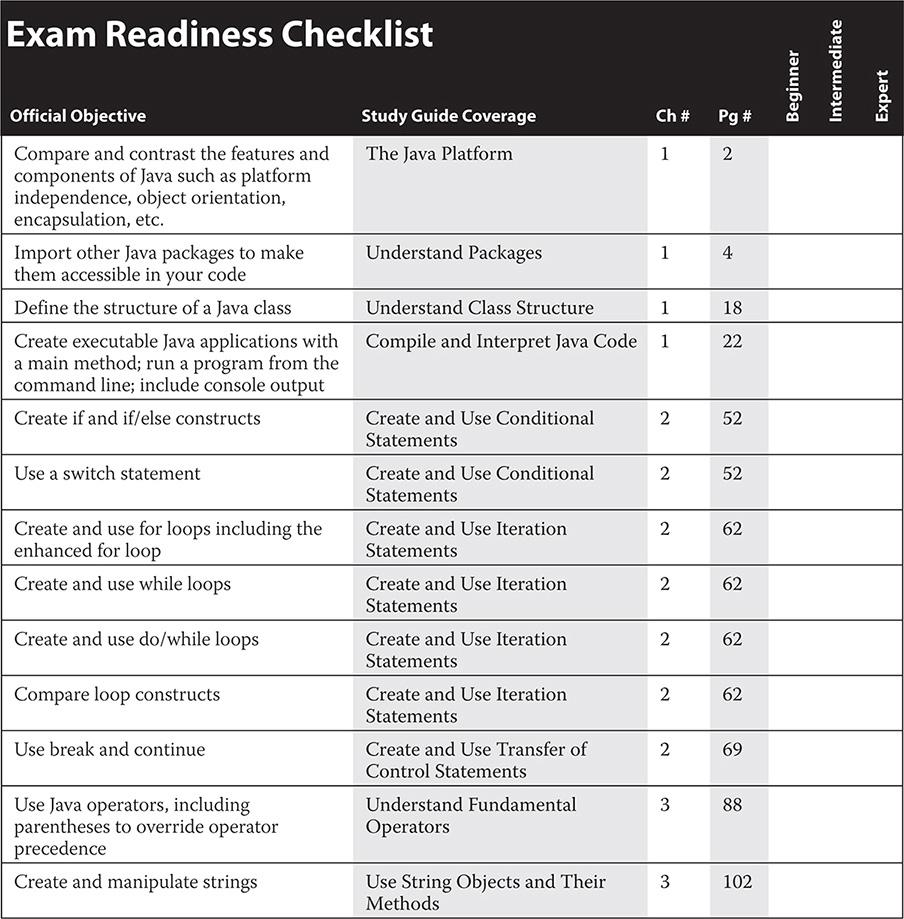 Exam Readiness Checklist
Official Objective Study Guide Coverage Ch # Pg # Beginner Intermediate Expert
Compare and contrast the features and The Java Platform 1 2
components of Java such as platform
independence, object orientation,
encapsulation, etc.
Import other Java packages to make Understand Packages 1 4
them accessible in your code
Define the structure of a Java class Understand Class Structure 1 18
Create executable Java applications with Compile and Interpret Java Code 1 22
a main method; run a program from the
command line; include console output
Create if and if/else constructs Create and Use Conditional 2 52
Statements
Use a switch statement Create and Use Conditional 2 52
Statements
Create and use for loops including the Create and Use Iteration 2 62
enhanced for loop Statements
Create and use while loops Create and Use Iteration 2 62
Statements
Create and use do/while loops Create and Use Iteration 2 62
Statements
Compare loop constructs Create and Use Iteration 2 62
Statements
Use break and continue Create and Use Transfer of 2 69
Control Statements
Use Java operators, including Understand Fundamental 3 88
parentheses to override operator Operators
precedence
Create and manipulate strings Use String Objects and Their 3 102
Methods